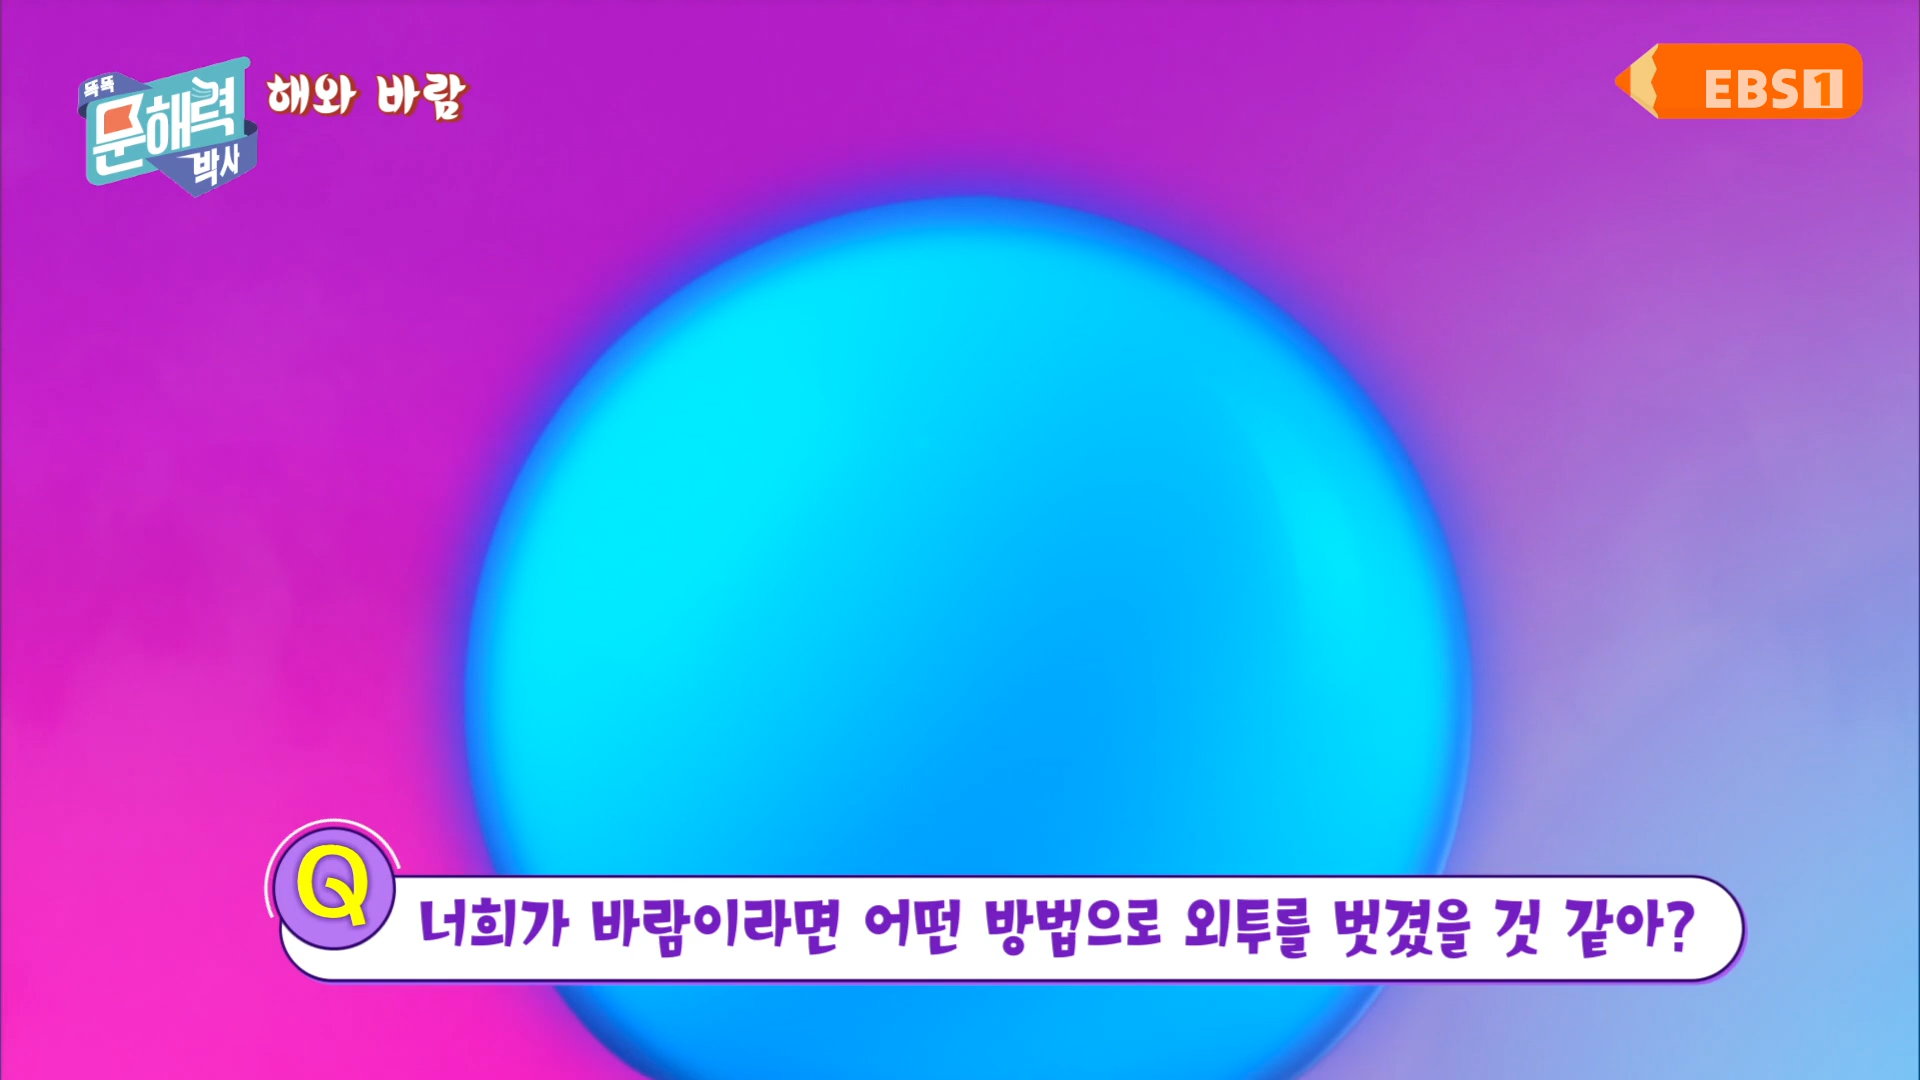 똑똑
문해력
박사
해와 바람
EBS1
Q
너희가 바람이라면 어떤 방법으로 외투를 벗겼을 것 같아?